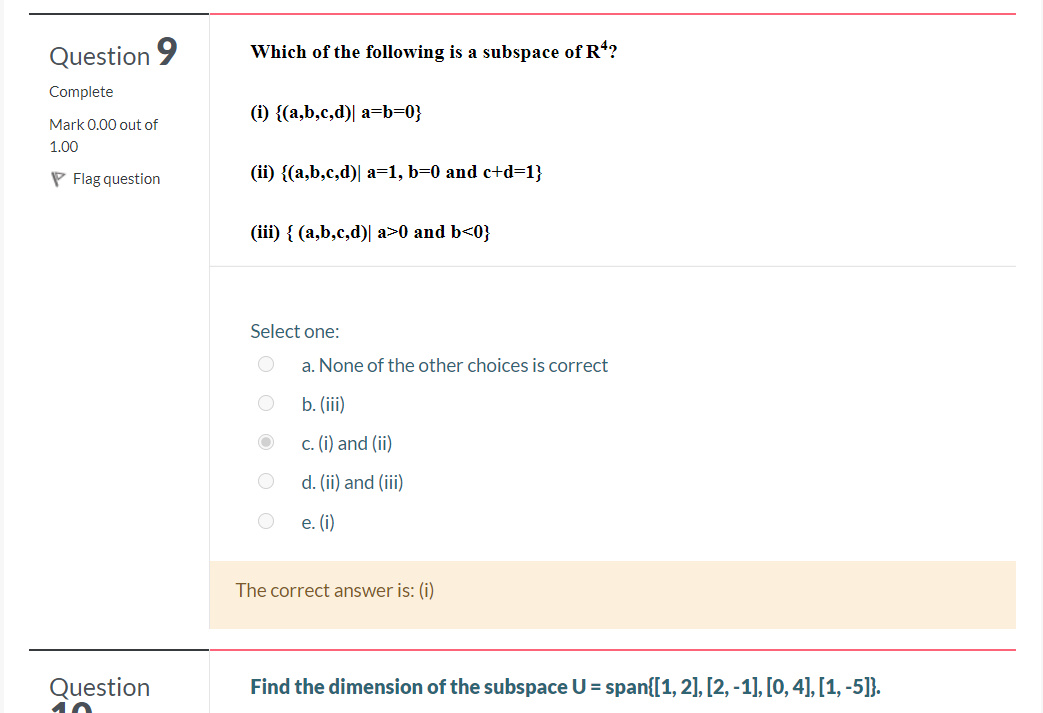 Question 9
Complete
Mark 0.00 out of
1.00
Flag question
Which of the following is a subspace of R⁴?
(i) {(a,b,c,d)| a=b=0}
(ii) {(a,b,c,d)| a=1, b=0 and c+d=1}
(iii) { (a,b,c,d)| a>0 and b<0}
Select one:
a. None of the other choices is correct
b. (iii)
c. (i) and (ii)
d. (ii) and (iii)
e. (i)
The correct answer is: (i)
Question
10
Find the dimension of the subspace U = span{[1, 2], [2, -1], [0, 4], [1, -5]}.